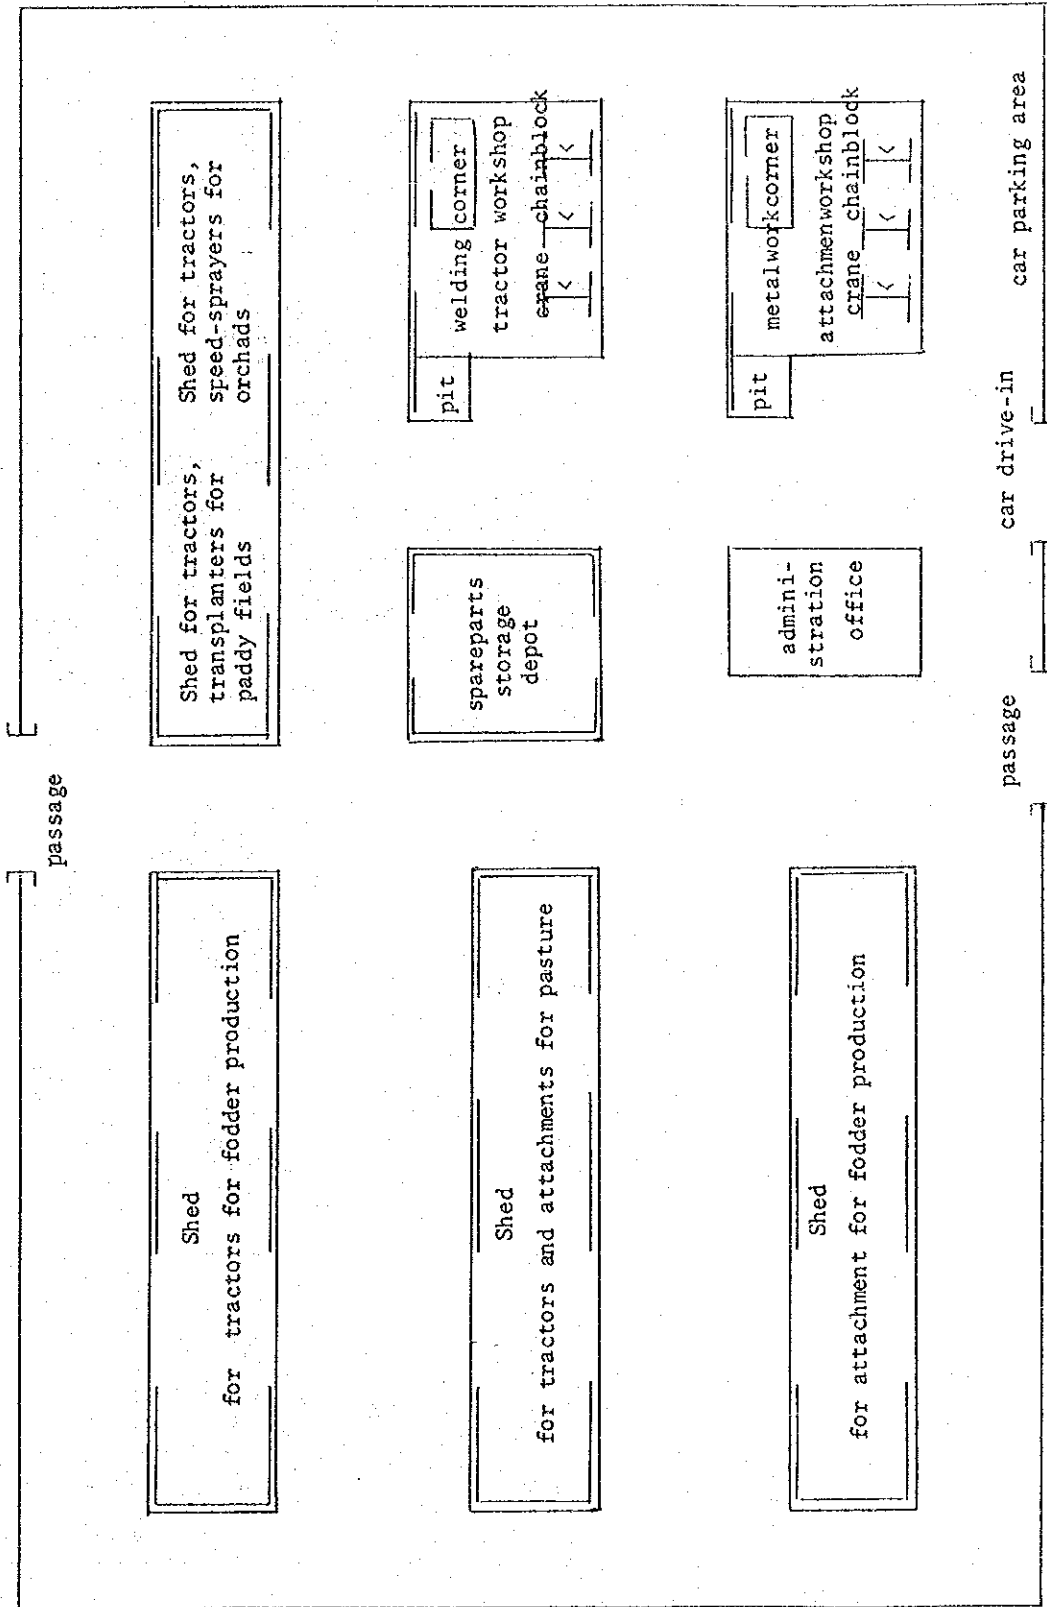 passage
Shed
for tractors for fodder production
Shed for tractors,
transplanters for
paddy fields
Shed for tractors,
speed-sprayers for
orchads
Shed
for tractors and attachments for pasture
spareparts
storage
depot
pit
welding corner
tractor workshop
crane chainblock
Shed
for attachment for fodder production
admini-
stration
office
pit
metalworkcorner
attachmenworkshop
crane chainblock
passage
car drive-in
car parking area